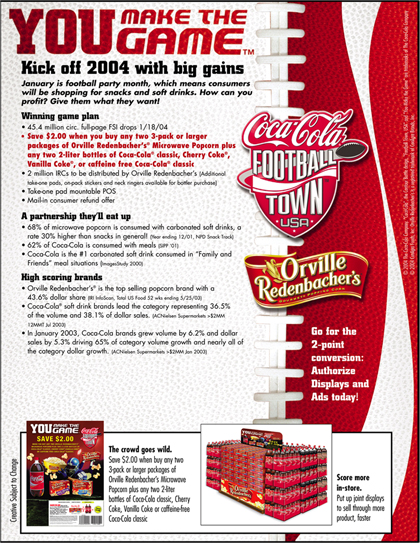 YOU MAKE THE
GAME™
Kick off 2004 with big gains
January is football party month, which means consumers
will be shopping for snacks and soft drinks. How can you
profit? Give them what they want!
Winning game plan
• 45.4 million circ. full-page FSI drops 1/18/04
• Save $2.00 when you buy any two 3-pack or larger
packages of Orville Redenbacher's® Microwave Popcorn plus
any two 2-liter bottles of Coca-Cola® classic, Cherry Coke®,
Vanilla Coke®, or caffeine free Coca-Cola® classic
• 2 million IRCs to be distributed by Orville Redenbacher's (Additional
take-one pads, on-pack stickers and neck ringers available for bottler purchase)
• Take-one pad mountable POS
• Mail-in consumer refund offer
A partnership they'll eat up
• 68% of microwave popcorn is consumed with carbonated soft drinks, a
rate 30% higher than snacks in general! (Year ending 12/01, NPD Snack Track)
• 62% of Coca-Cola is consumed with meals (SIPP '01)
• Coca-Cola is the #1 carbonated soft drink consumed in "Family and
Friends" meal situations (ImagesStudy 2000)
High scoring brands
• Orville Redenbacher's® is the top selling popcorn brand with a
43.6% dollar share (IRI InfoScan, Total US Food 52 wks ending 5/25/03)
• Coca-Cola® soft drink brands lead the category representing 36.5%
of the volume and 38.1% of dollar sales. (ACNielsen Supermarkets >$2MM
12MMT Jul 2003)
• In January 2003, Coca-Cola brands grew volume by 6.2% and dollar
sales by 5.3% driving 65% of category volume growth and nearly all of
the category dollar growth. (ACNielsen Supermarkets >$2MM Jan 2003)
Coca-Cola
FOOTBALL
TOWN
USA
Orville
Redenbacher's
GOURMET POPPING CORN
Go for the
2-point
conversion:
Authorize
Displays and
Ads today!
Creative Subject to Change
YOU MAKE THE
GAME
SAVE $2.00
The crowd goes wild.
Save $2.00 when buy any two
3-pack or larger packages of
Orville Redenbacher's Microwave
Popcorn plus any two 2-liter
bottles of Coca-Cola classic, Cherry
Coke, Vanilla Coke or caffeine-free
Coca-Cola classic
Score more
in-store.
Put up joint displays
to sell through more
product, faster